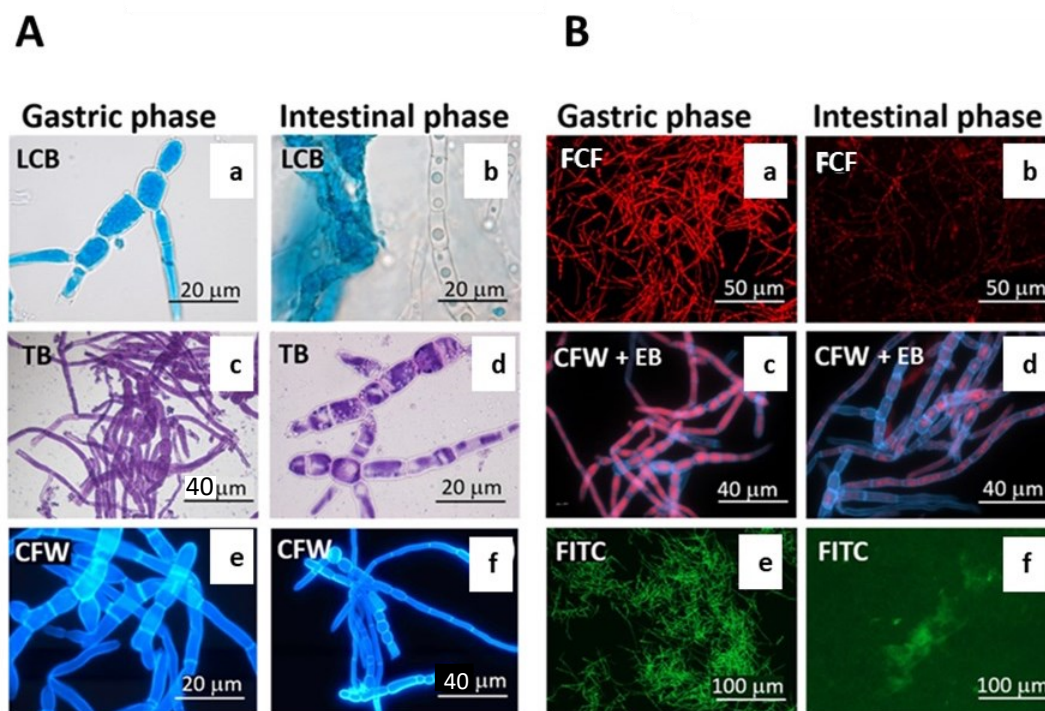 A
B
Gastric phase
Intestinal phase
Gastric phase
Intestinal phase
LCB
a
20 μm
LCB
b
20 μm
FCF
a
50 μm
FCF
b
50 μm
TB
c
40 μm
TB
d
20 μm
CFW + EB
c
40 μm
CFW + EB
d
40 μm
CFW
e
20 μm
CFW
f
40 μm
FITC
e
100 μm
FITC
f
100 μm